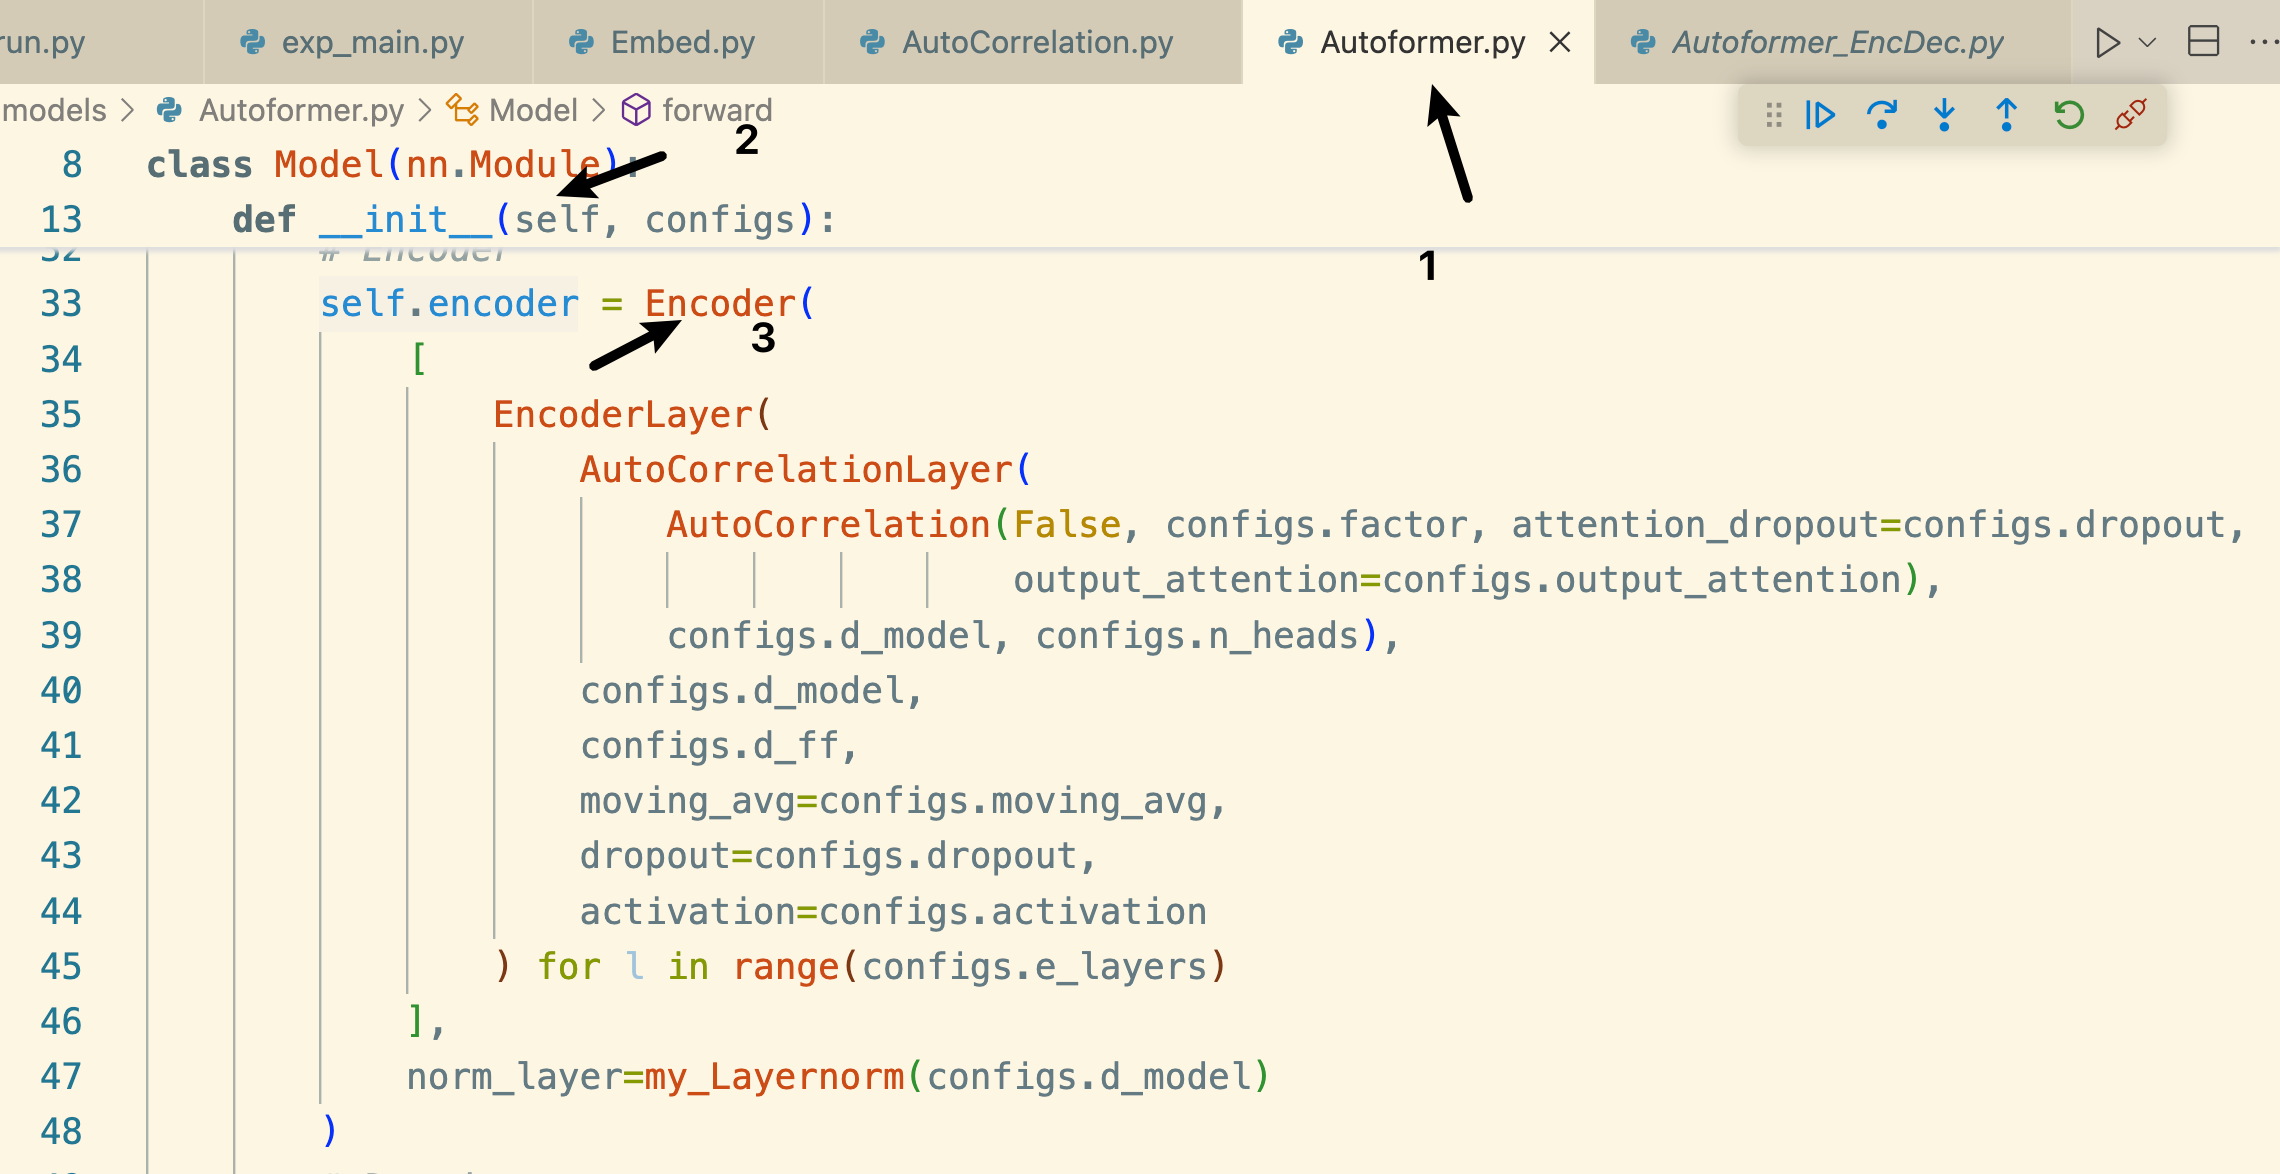 run.py exp_main.py Embed.py AutoCorrelation.py Autoformer.py Autoformer_EncDec.py
models > Autoformer.py > Model > forward
2
8 class Model(nn.Module):
13 def __init__(self, configs):
1
32 # Encoder
33 self.encoder = Encoder(
3
34 [
35 EncoderLayer(
36 AutoCorrelationLayer(
37 AutoCorrelation(False, configs.factor, attention_dropout=configs.dropout,
38 output_attention=configs.output_attention),
39 configs.d_model, configs.n_heads),
40 configs.d_model,
41 configs.d_ff,
42 moving_avg=configs.moving_avg,
43 dropout=configs.dropout,
44 activation=configs.activation
45 ) for l in range(configs.e_layers)
46 ],
47 norm_layer=my_Layernorm(configs.d_model)
48 )